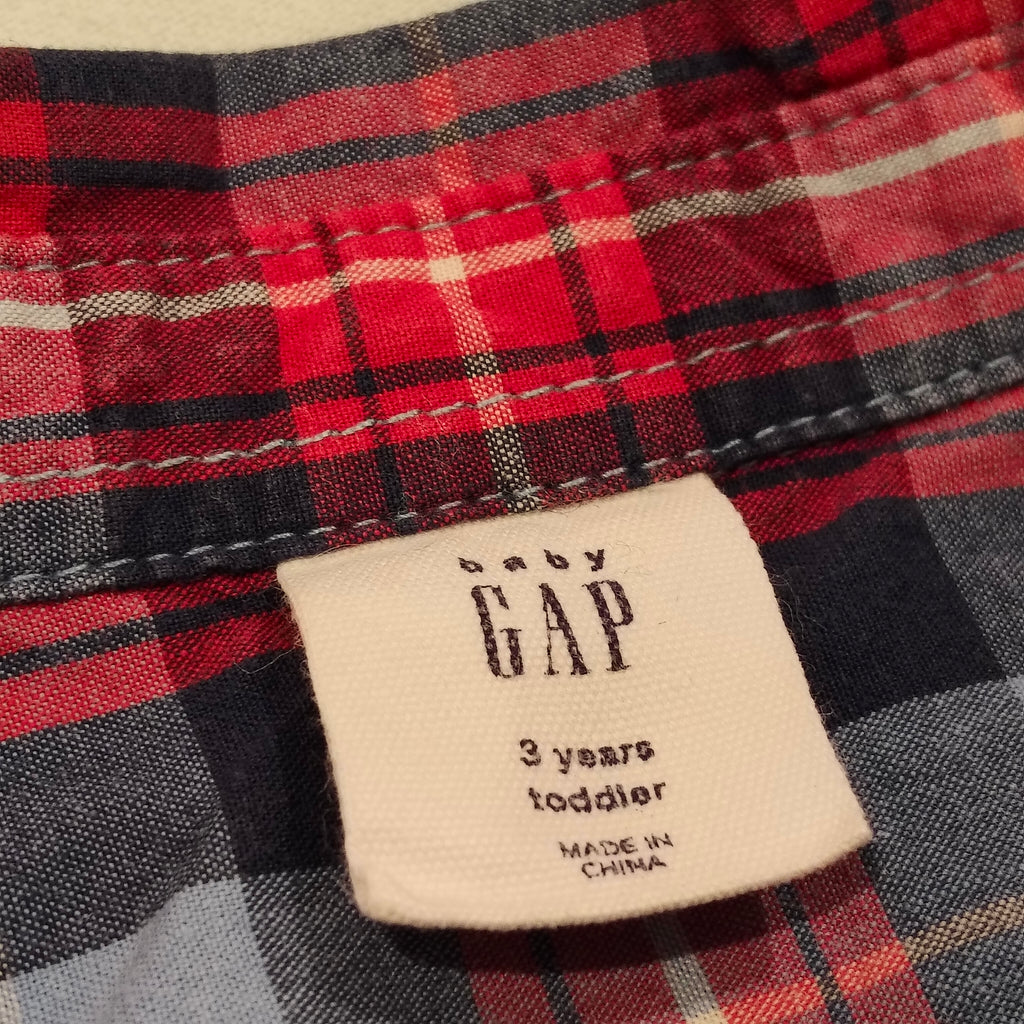 baby
GAP
3 years
toddler
MADE IN
CHINA